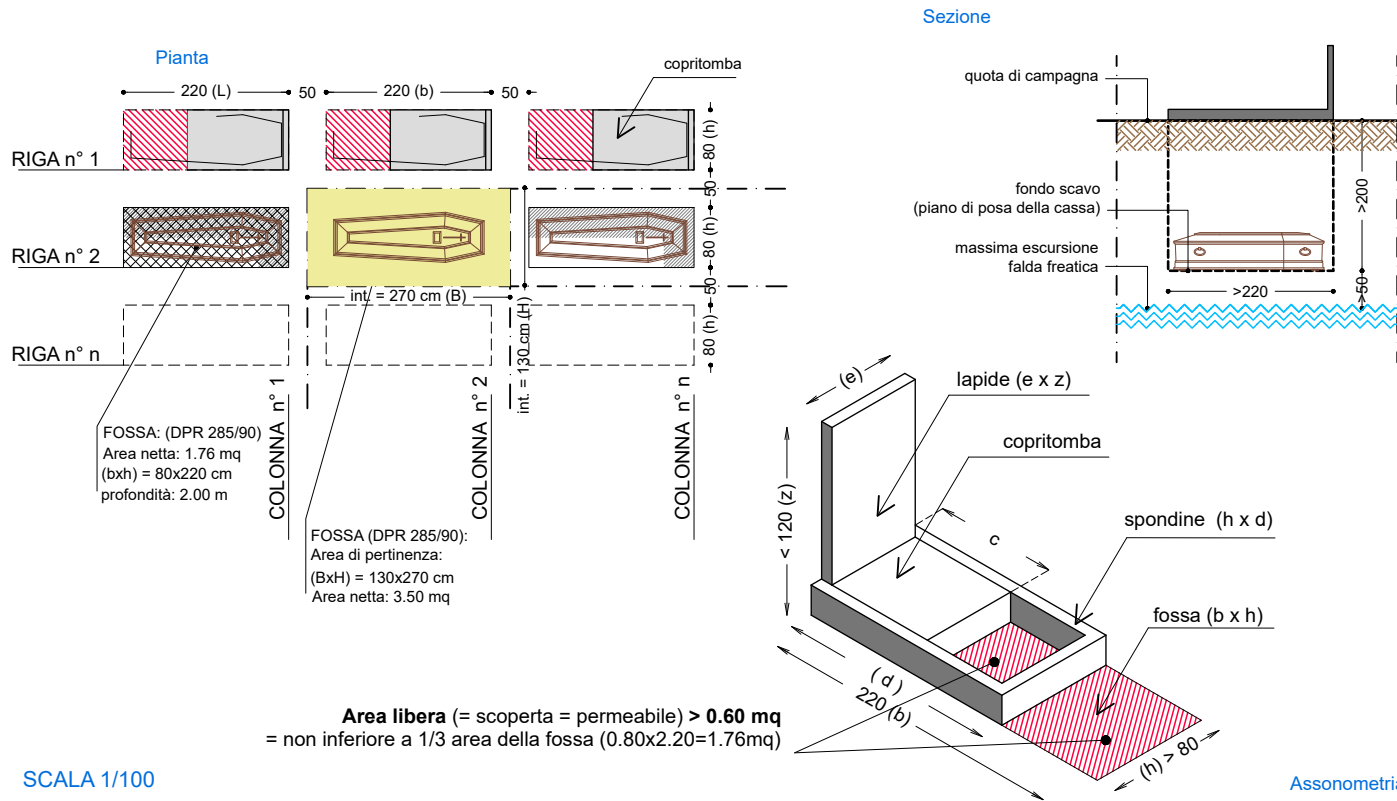 Sezione
Pianta
copritomba
220 (L)
50
220 (b)
50
quota di campagna
80 (h)
RIGA n° 1
50
fondo scavo
(piano di posa della cassa)
>200
80 (h)
RIGA n° 2
massima escursione
falda freatica
50
>50
>220
int. = 270 cm (B)
int. = 130 cm (H)
80 (h)
RIGA n° n
COLONNA n° 1
COLONNA n° 2
COLONNA n° n
FOSSA: (DPR 285/90)
Area netta: 1.76 mq
(bxh) = 80x220 cm
profondità: 2.00 m
FOSSA (DPR 285/90):
Area di pertinenza:
(BxH) = 130x270 cm
Area netta: 3.50 mq
(e)
lapide (e x z)
copritomba
< 120 (z)
c
spondine (h x d)
fossa (b x h)
( d )
220 (b)
(h) > 80
Area libera (= scoperta = permeabile) > 0.60 mq
= non inferiore a 1/3 area della fossa (0.80x2.20=1.76mq)
SCALA 1/100
Assonometria